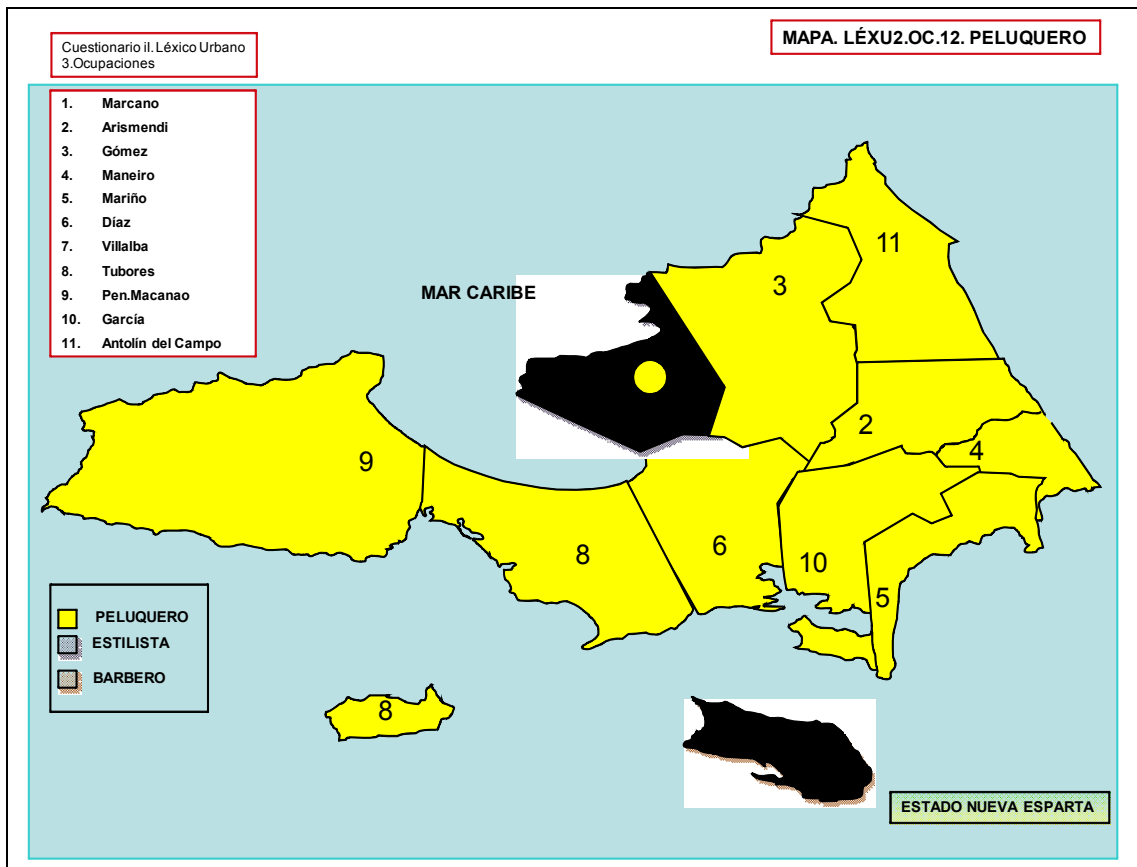 Cuestionario iI.Léxico Urbano
3.Ocupaciones
MAPA. LÉXU2.OC.12. PELUQUERO
1. Marcano
2. Arismendi
3. Gómez
4. Maneiro
5. Mariño
6. Díaz
7. Villalba
8. Tubores
9. Pen.Macanao
10. García
11. Antolín del Campo
MAR CARIBE
11
3
2
4
9
8
6
10
5
8
PELUQUERO
ESTILISTA
BARBERO
ESTADO NUEVA ESPARTA